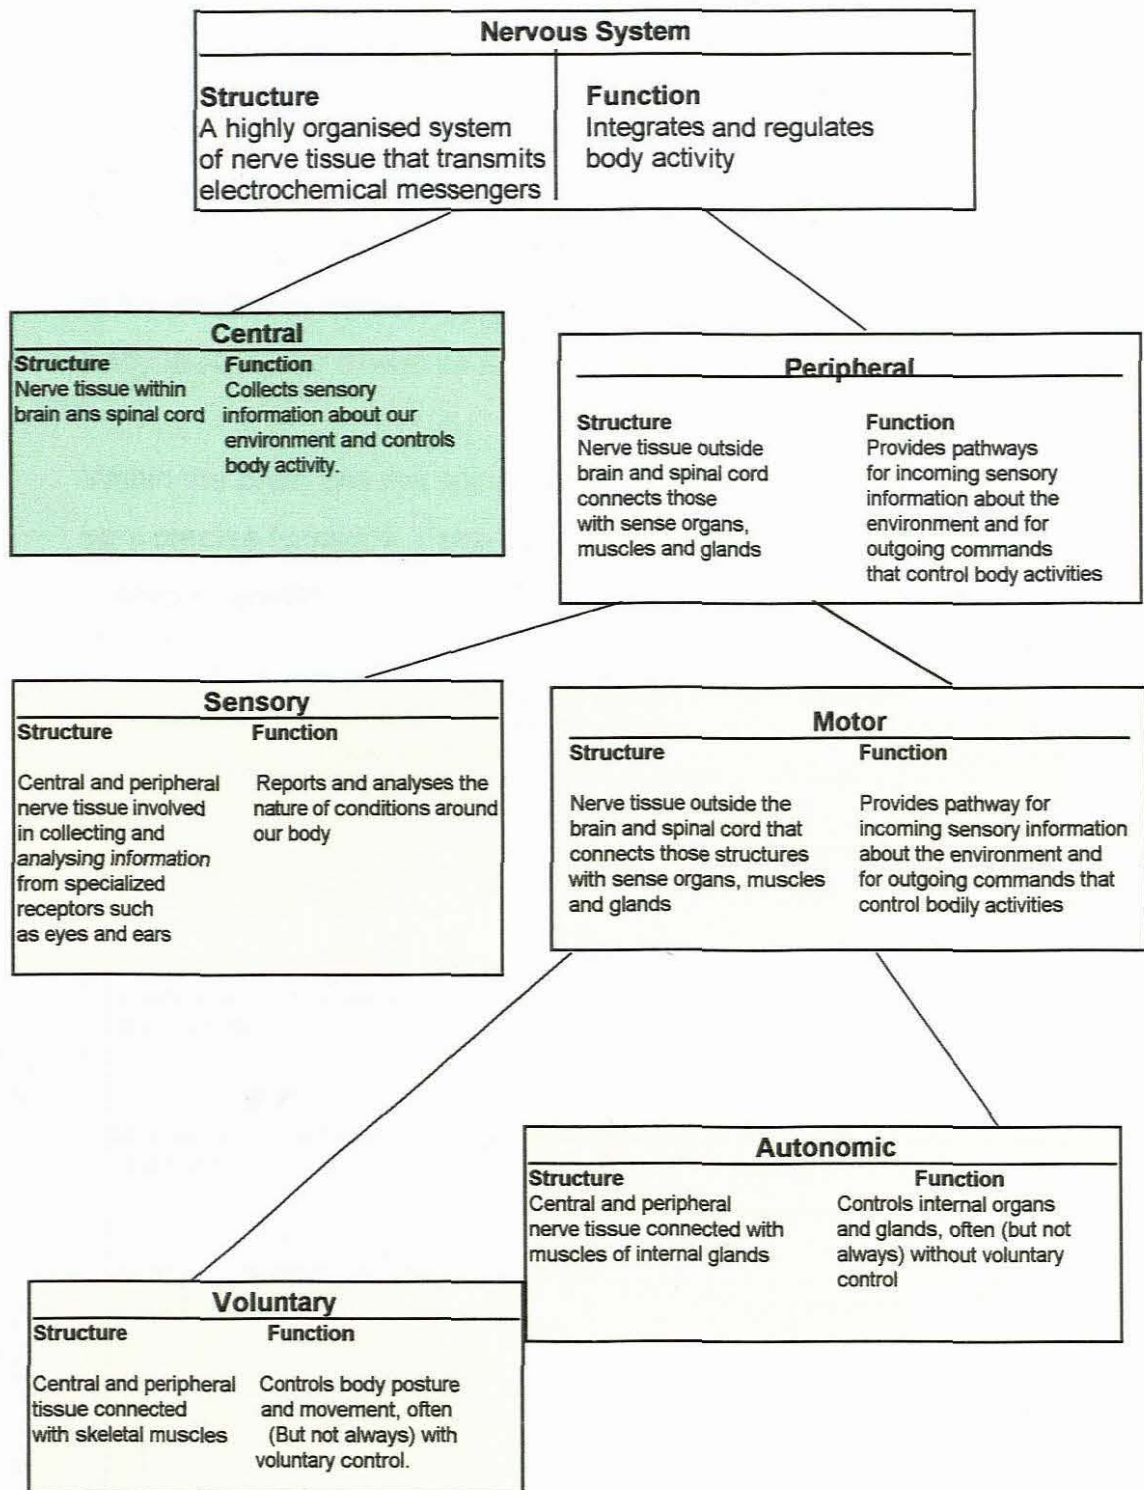 Nervous System
Structure
A highly organised system
of nerve tissue that transmits
electrochemical messengers
Function
Integrates and regulates
body activity
Central
Structure
Nerve tissue within
brain ans spinal cord
Function
Collects sensory
information about our
environment and controls
body activity.
Peripheral
Structure
Nerve tissue outside
brain and spinal cord
connects those
with sense organs,
muscles and glands
Function
Provides pathways
for incoming sensory
information about the
environment and for
outgoing commands
that control body activities
Sensory
Structure
Central and peripheral
nerve tissue involved
in collecting and
analysing information
from specialized
receptors such
as eyes and ears
Function
Reports and analyses the
nature of conditions around
our body
Motor
Structure
Nerve tissue outside the
brain and spinal cord that
connects those structures
with sense organs, muscles
and glands
Function
Provides pathway for
incoming sensory information
about the environment and
for outgoing commands that
control bodily activities
Autonomic
Structure
Central and peripheral
nerve tissue connected with
muscles of internal glands
Function
Controls internal organs
and glands, often (but not
always) without voluntary
control
Voluntary
Structure
Central and peripheral
tissue connected
with skeletal muscles
Function
Controls body posture
and movement, often
(But not always) with
voluntary control.